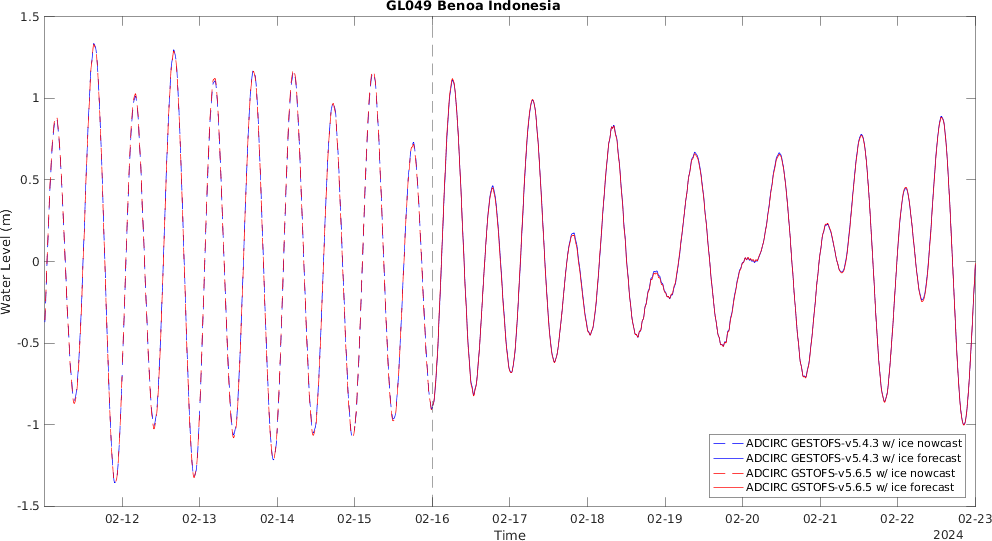 GL049 Benoa Indonesia
1.5
1
0.5
0
-0.5
-1
-1.5
Water Level (m)
02-12 02-13 02-14 02-15 02-16 02-17 02-18 02-19 02-20 02-21 02-22 02-23
Time
2024
ADCIRC GESTOFS-v5.4.3 w/ ice nowcast
ADCIRC GESTOFS-v5.4.3 w/ ice forecast
ADCIRC GSTOFS-v5.6.5 w/ ice nowcast
ADCIRC GSTOFS-v5.6.5 w/ ice forecast